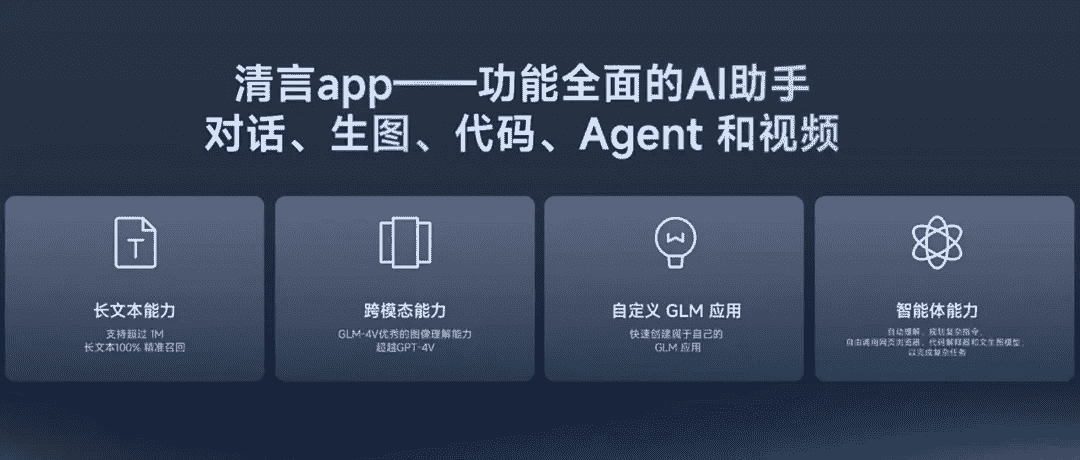 清言app——功能全面的AI助手
对话、生图、代码、Agent 和视频
T
长文本能力
支持超过 1M
长文本100% 精准召回
跨模态能力
GLM-4V优秀的图像理解能力
超越GPT-4V
自定义 GLM 应用
快速创建属于自己的
GLM 应用
智能体能力
自动理解、规划复杂指令、
自由调用网页浏览器、代码解释器和文生图模型，
以完成复杂任务